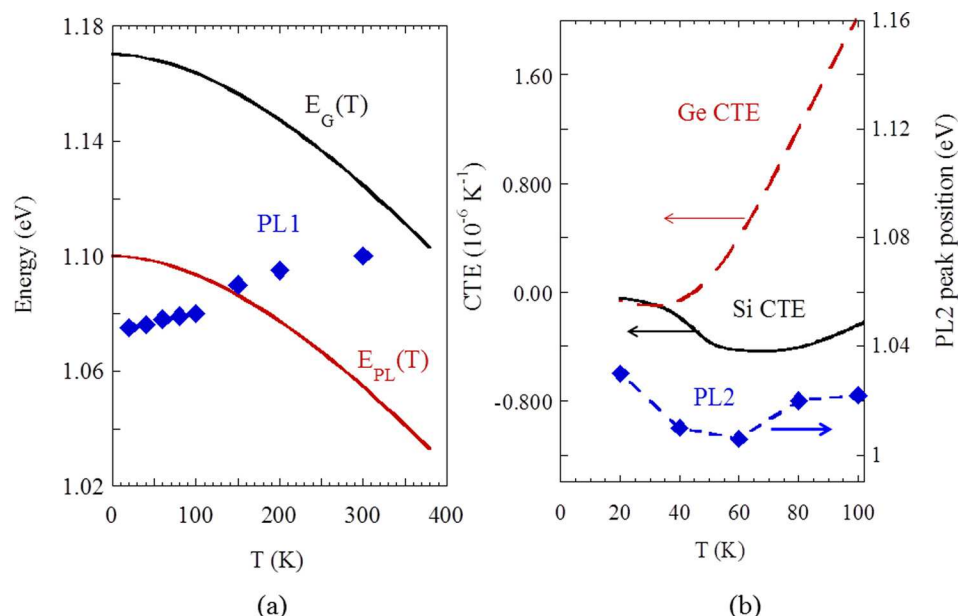 1.18
1.14
1.10
1.06
1.02
Energy (eV)
E_G(T)
PL1
E_PL(T)
0 100 200 300 400
T (K)
(a)
1.60
0.800
0.00
-0.800
CTE (10^-6 K^-1)
Ge CTE
Si CTE
PL2
1.16
1.12
1.08
1.04
1
PL2 peak position (eV)
0 20 40 60 80 100
T (K)
(b)